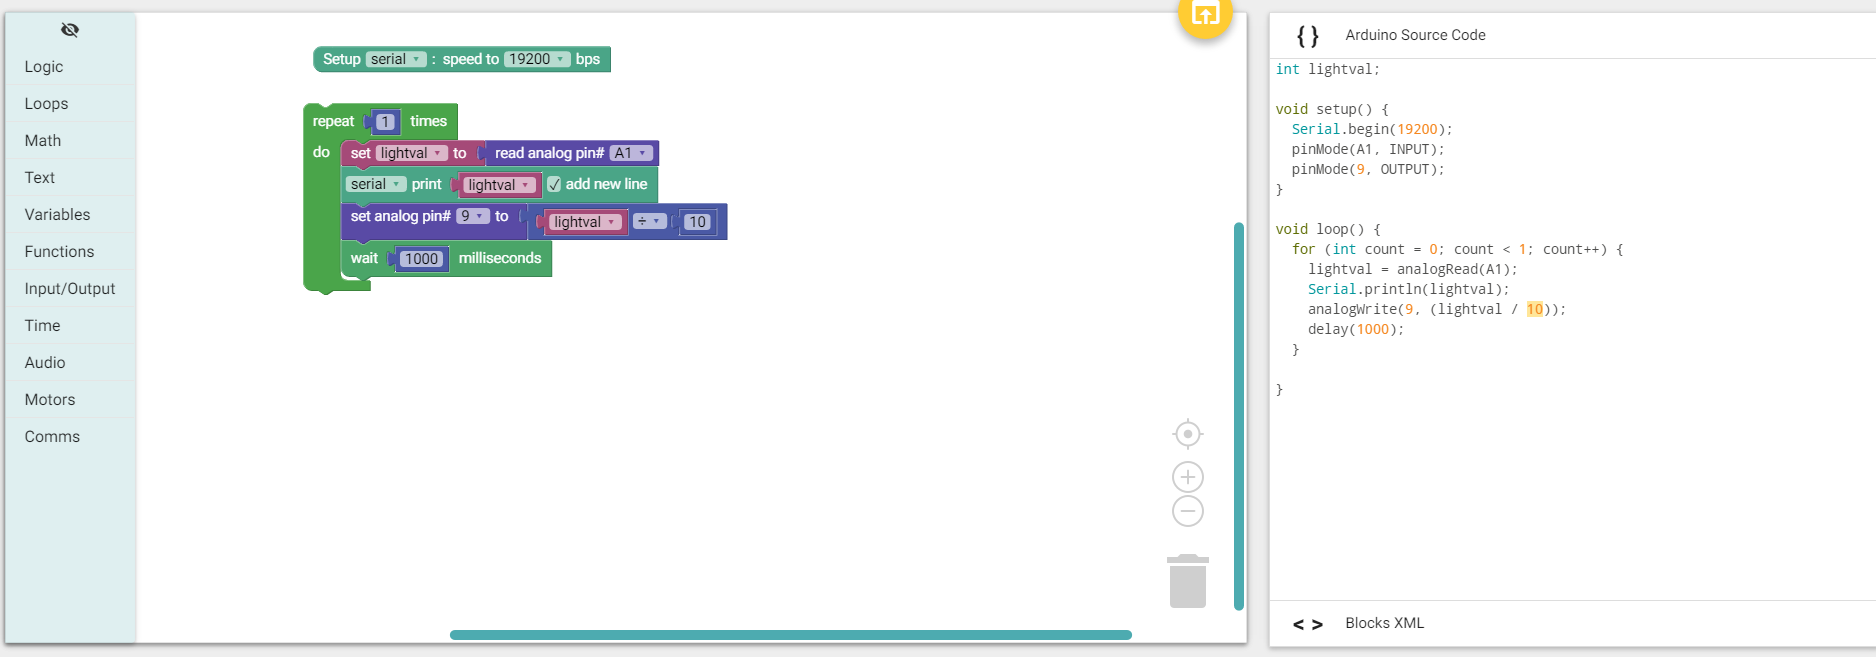 Logic
Loops
Math
Text
Variables
Functions
Input/Output
Time
Audio
Motors
Comms
Setup serial : speed to 19200 bps
repeat 1 times
do set lightval to read analog pin# A1
serial print lightval ✓ add new line
set analog pin# 9 to lightval ÷ 10
wait 1000 milliseconds
{ } Arduino Source Code
int lightval;
void setup() {
Serial.begin(19200);
pinMode(A1, INPUT);
pinMode(9, OUTPUT);
}
void loop() {
for (int count = 0; count < 1; count++) {
lightval = analogRead(A1);
Serial.println(lightval);
analogWrite(9, (lightval / 10));
delay(1000);
}
}
< > Blocks XML